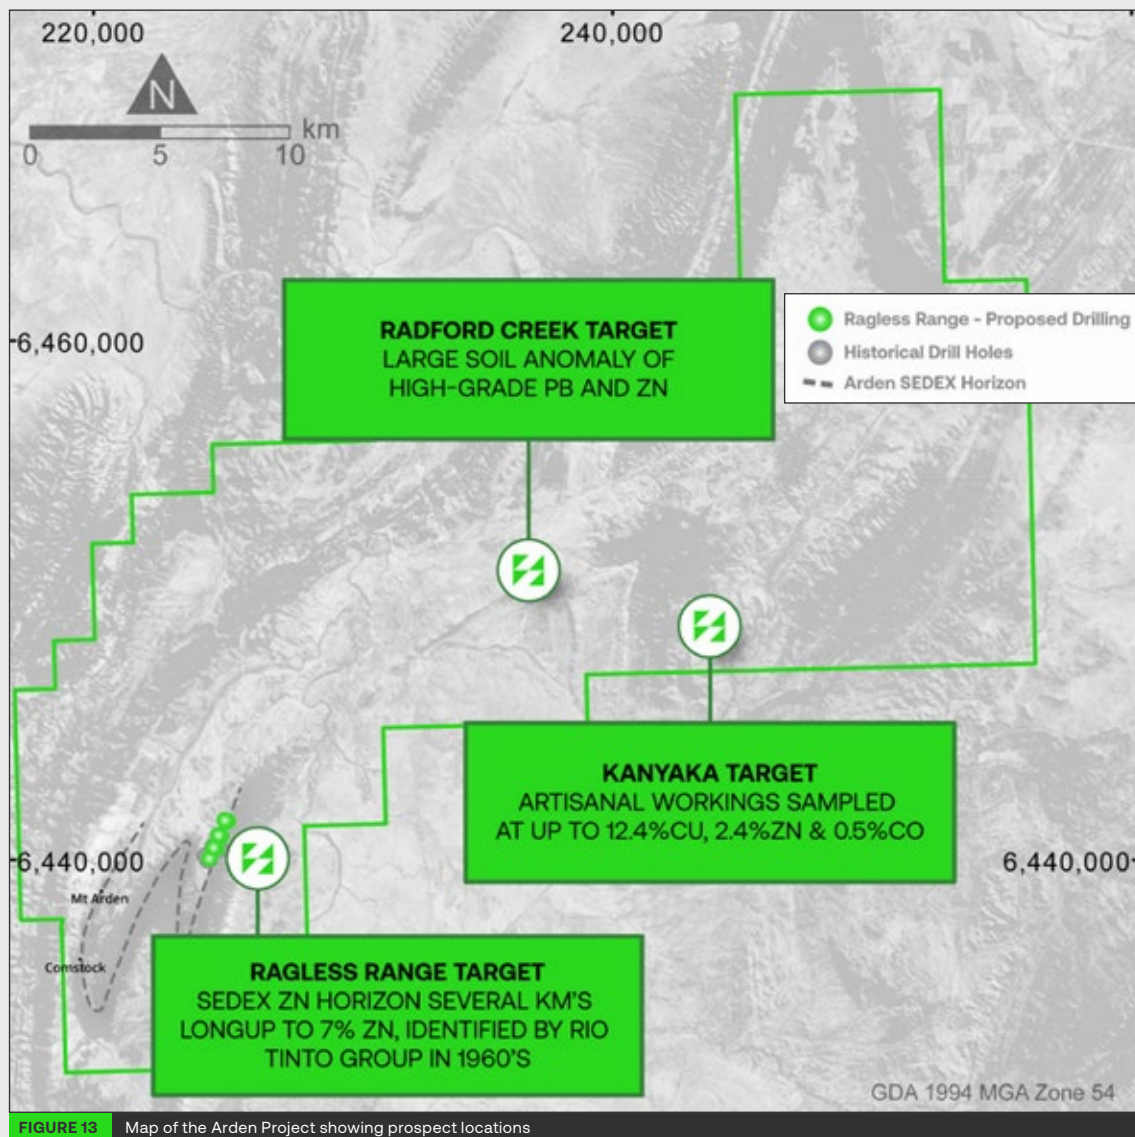 220,000
240,000
N
km
0 5 10
6,460,000
RADFORD CREEK TARGET
LARGE SOIL ANOMALY OF
HIGH-GRADE PB AND ZN
Ragless Range - Proposed Drilling
Historical Drill Holes
Arden SEDEX Horizon
KANYAKA TARGET
ARTISANAL WORKINGS SAMPLED
AT UP TO 12.4%CU, 2.4%ZN & 0.5%CO
6,440,000
6,440,000
Mt Arden
Comstock
RAGLESS RANGE TARGET
SEDEX ZN HORIZON SEVERAL KM'S
LONGUP TO 7% ZN, IDENTIFIED BY RIO
TINTO GROUP IN 1960'S
GDA 1994 MGA Zone 54
FIGURE 13 Map of the Arden Project showing prospect locations